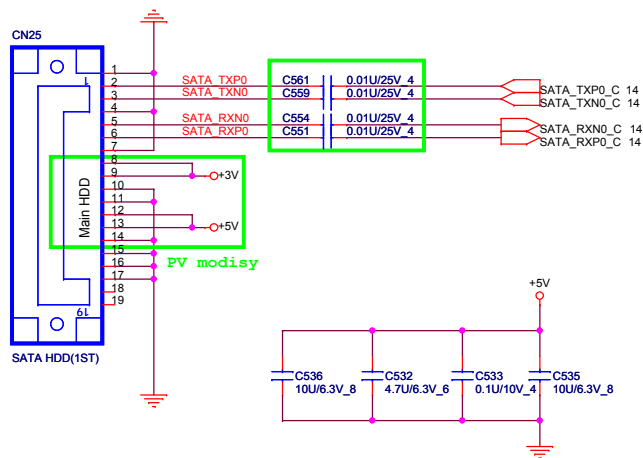 CN25
1
1 
2 SATA_TXP0 C561 0.01U/25V_4 SATA_TXP0_C 14
3 SATA_TXN0 C559 0.01U/25V_4 SATA_TXN0_C 14
4
5 SATA_RXN0 C554 0.01U/25V_4 SATA_RXN0_C 14
6 SATA_RXP0 C551 0.01U/25V_4 SATA_RXP0_C 14
7
8
9 +3V
10
11
12
13 +5V
14
15
16
17
18
19
19
Main HDD
PV modisy
SATA HDD(1ST)
+5V
C536 C532 C533 C535
10U/6.3V_8 4.7U/6.3V_6 0.1U/10V_4 10U/6.3V_8